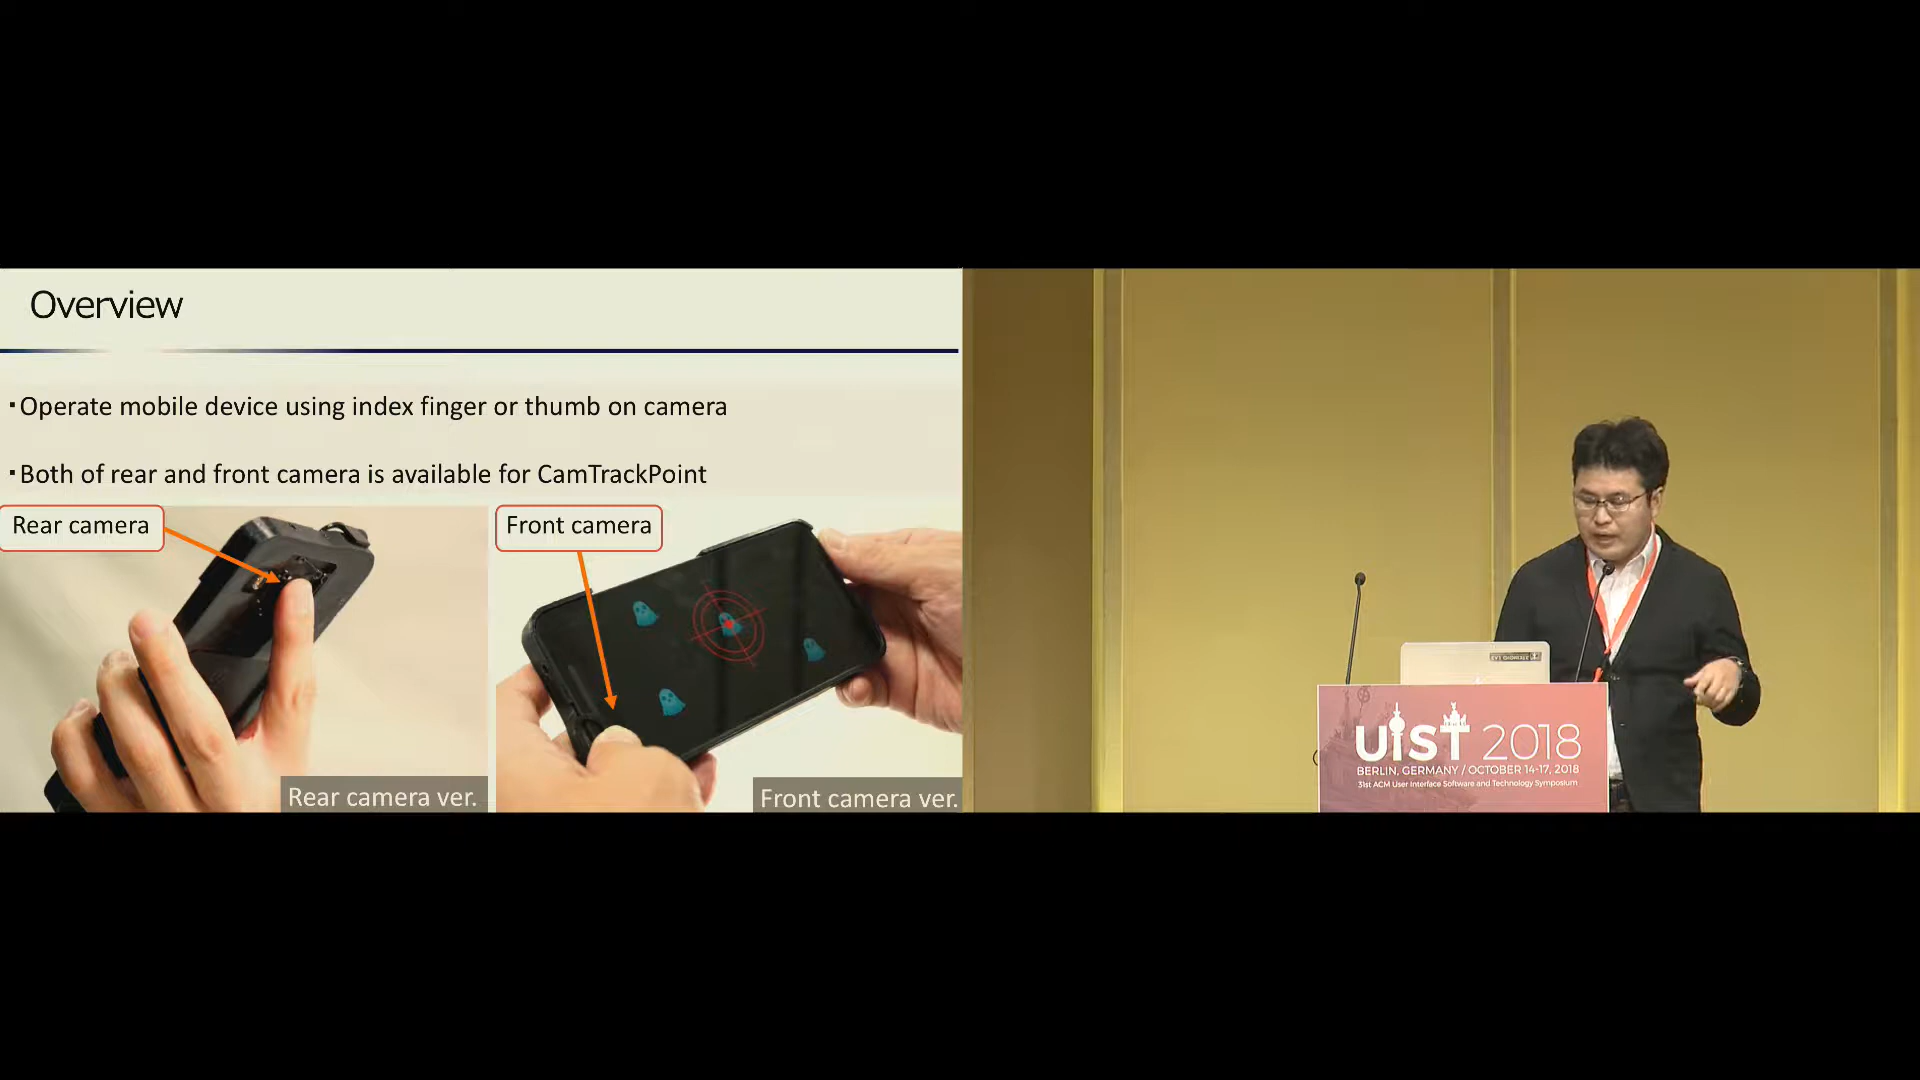 Overview
▪Operate mobile device using index finger or thumb on camera
▪Both of rear and front camera is available for CamTrackPoint
Rear camera
Front camera
Rear camera ver.
Front camera ver.
UIST 2018
BERLIN, GERMANY / OCTOBER 14-17, 2018
31st ACM User Interface Software and Technology Symposium